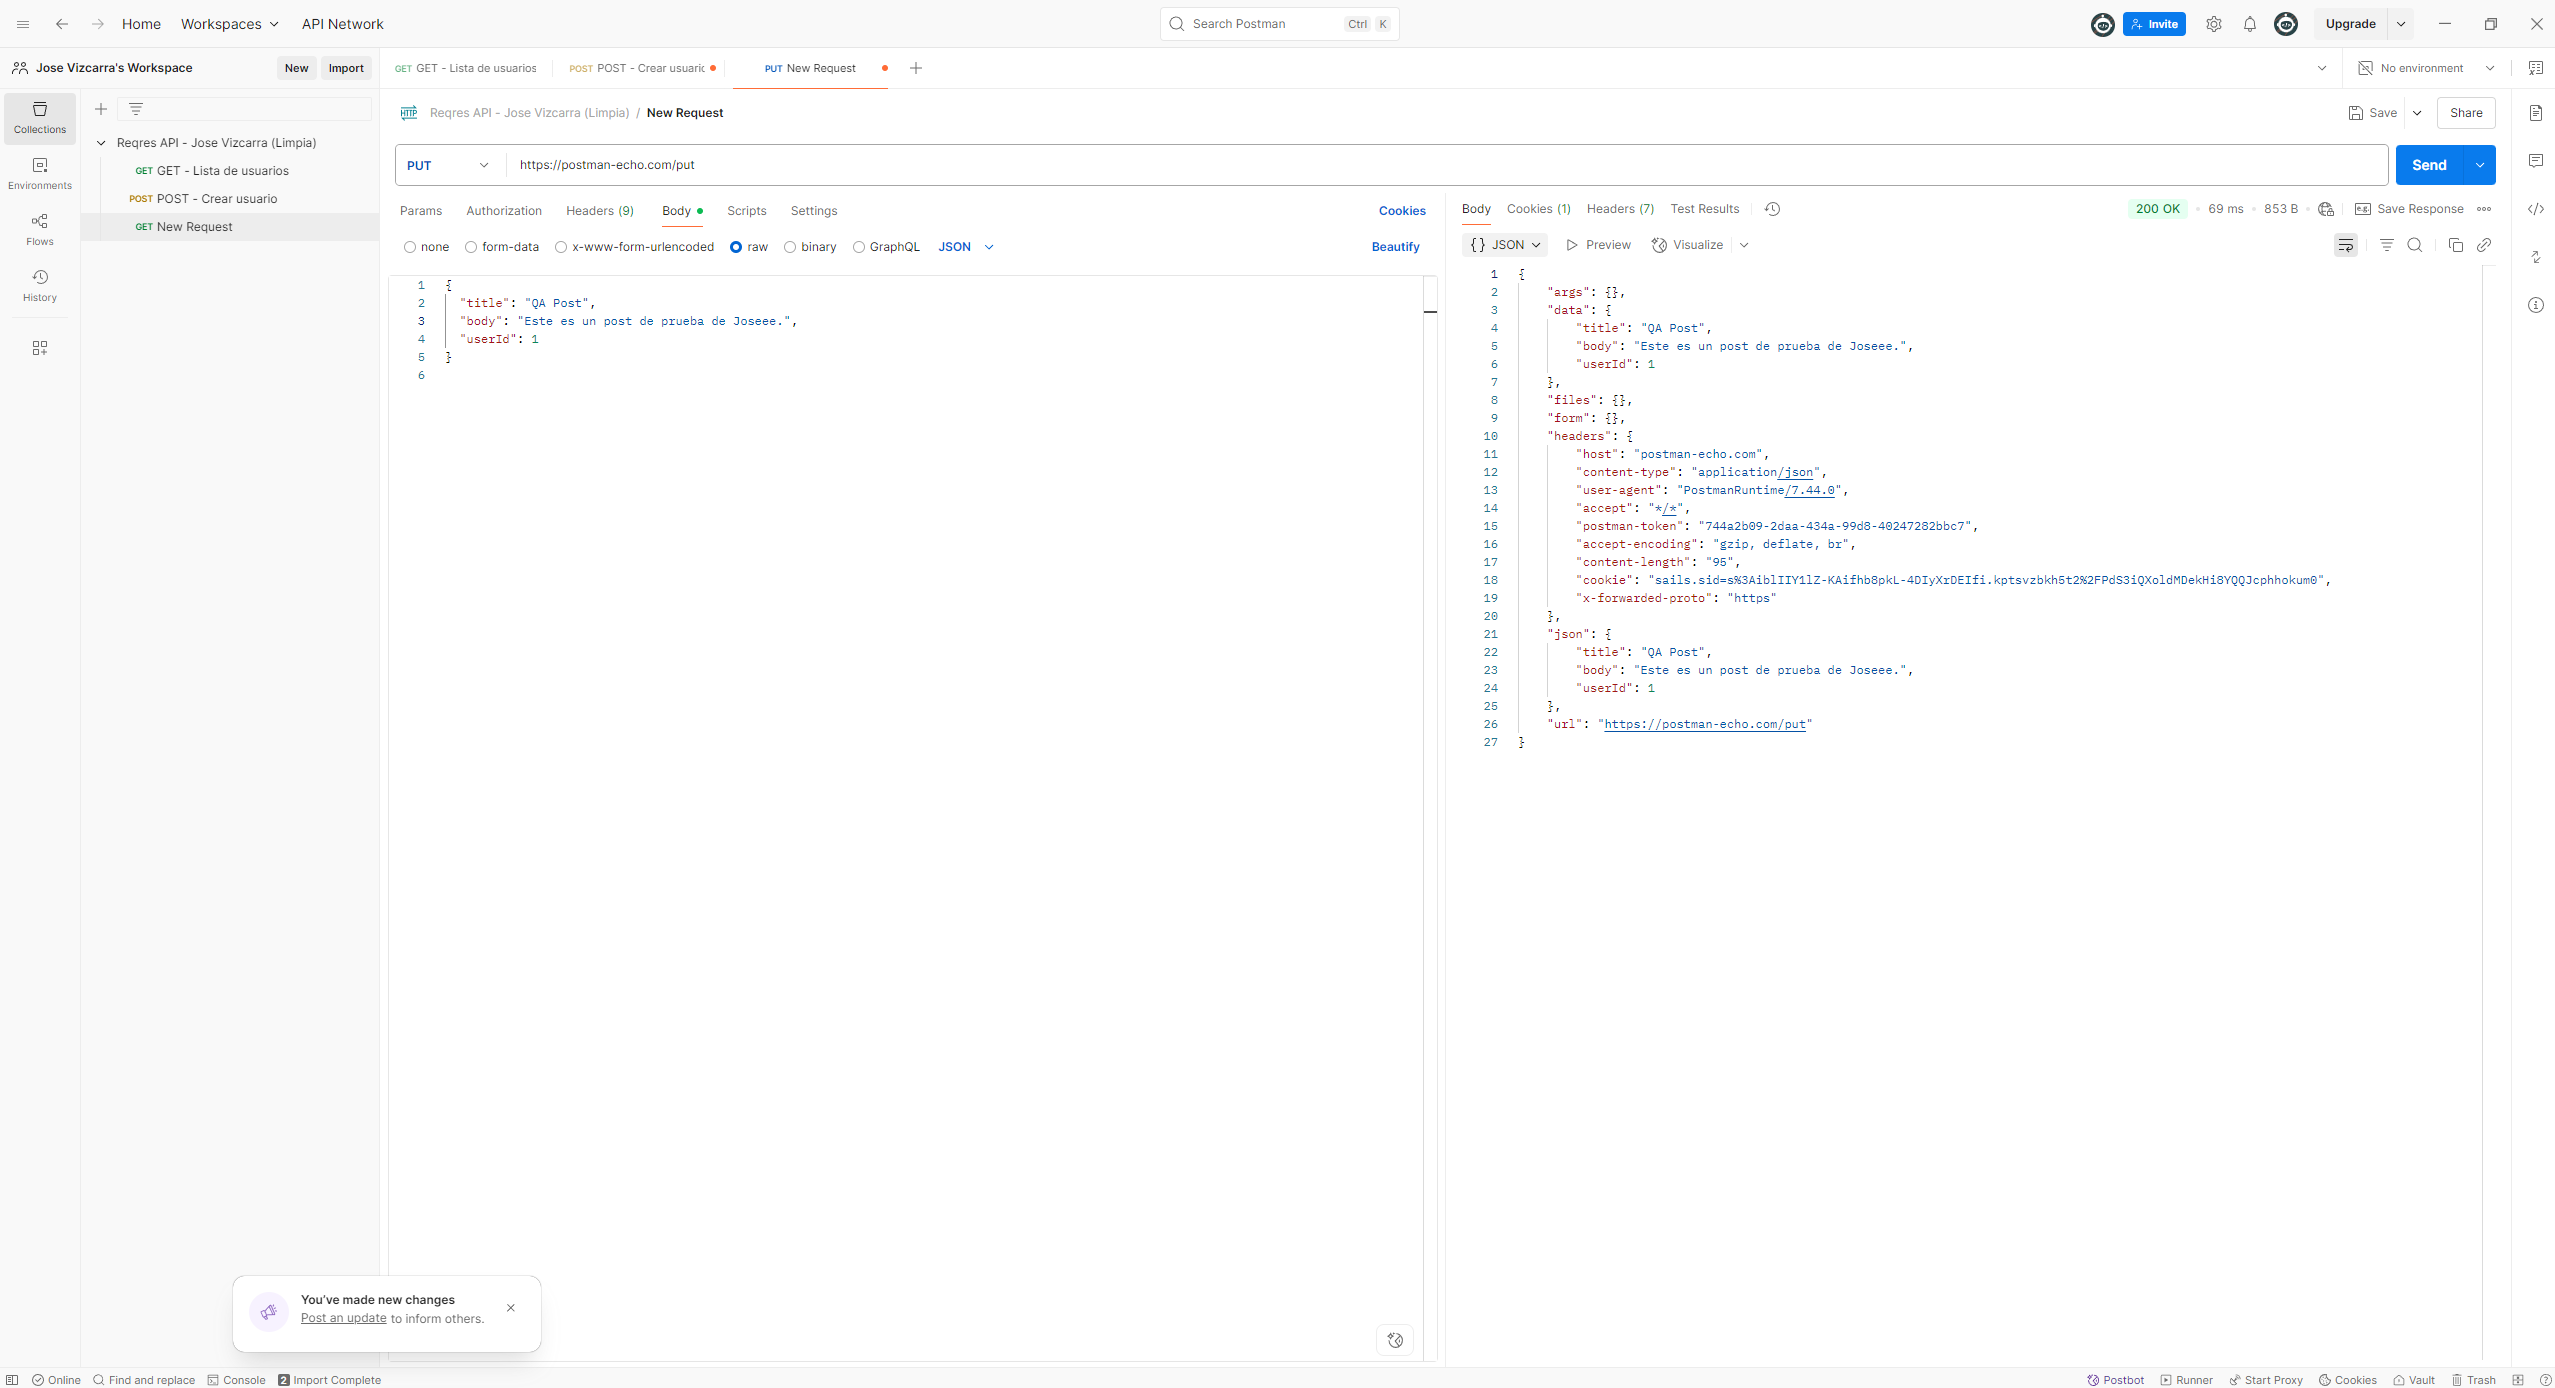 Home Workspaces API Network Search Postman Ctrl K Invite Upgrade
Jose Vizcarra's Workspace New Import GET GET - Lista de usuarios POST POST - Crear usuaric PUT New Request No environment
Collections
Environments
Flows
History
Reqres API - Jose Vizcarra (Limpia)
GET GET - Lista de usuarios
POST POST - Crear usuario
GET New Request
HTTP Reqres API - Jose Vizcarra (Limpia) / New Request Save Share
PUT https://postman-echo.com/put Send
Params Authorization Headers (9) Body Scripts Settings Cookies
none form-data x-www-form-urlencoded raw binary GraphQL JSON Beautify
1 {
2 "title": "QA Post",
3 "body": "Este es un post de prueba de Joseee.",
4 "userId": 1
5 }
6
Body Cookies (1) Headers (7) Test Results 200 OK 69 ms 853 B e.g. Save Response
{} JSON Preview Visualize
1 {
2 "args": {},
3 "data": {
4 "title": "QA Post",
5 "body": "Este es un post de prueba de Joseee.",
6 "userId": 1
7 },
8 "files": {},
9 "form": {},
10 "headers": {
11 "host": "postman-echo.com",
12 "content-type": "application/json",
13 "user-agent": "PostmanRuntime/7.44.0",
14 "accept": "*/*",
15 "postman-token": "744a2b09-2daa-434a-99d8-40247282bbc7",
16 "accept-encoding": "gzip, deflate, br",
17 "content-length": "95",
18 "cookie": "sails.sid=s%3AiblIIY1lZ-KAifhb8pkL-4DIyXrDEIfi.kptsvzbkh5t2%2FPdS3iQXoldMDekHi8YQQJcphhokum0",
19 "x-forwarded-proto": "https"
20 },
21 "json": {
22 "title": "QA Post",
23 "body": "Este es un post de prueba de Joseee.",
24 "userId": 1
25 },
26 "url": "https://postman-echo.com/put"
27 }
You've made new changes
Post an update to inform others.
Online Find and replace Console 2 Import Complete Postbot Runner Start Proxy Cookies Vault Trash